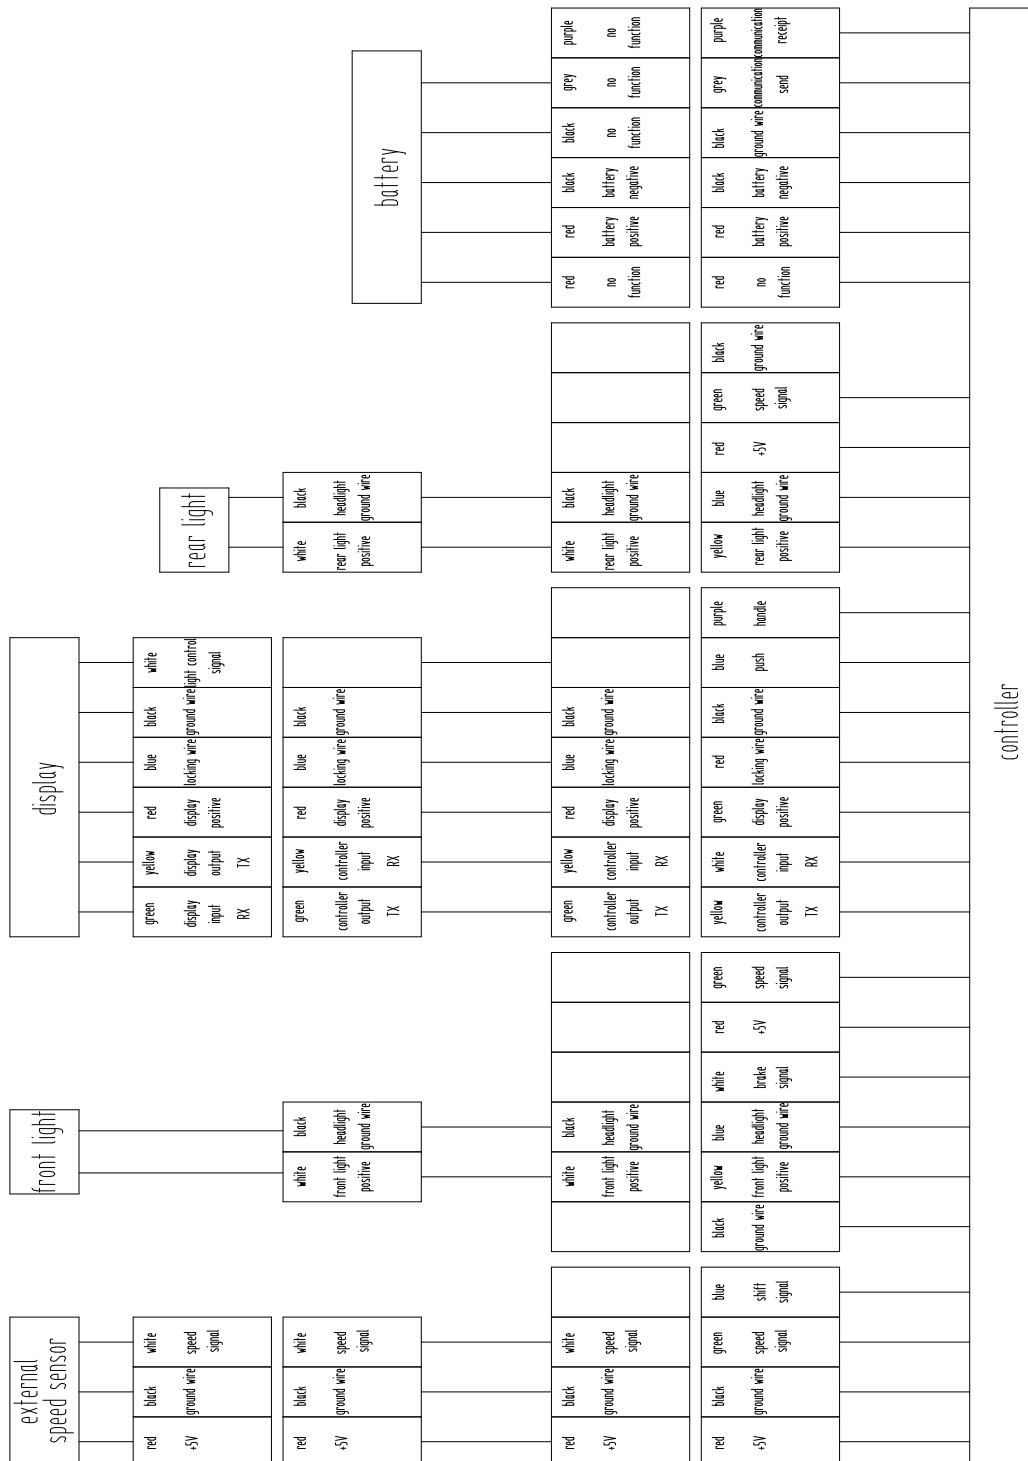 battery
purple
no
function
grey
no
function
black
no
function
black
battery
negative
red
battery
positive
red
no
function
purple
communication
receipt
grey
communication
send
black
ground wire
black
battery
negative
red
battery
positive
red
no
function
rear light
black
headlight
ground wire
white
rear light
positive
black
headlight
ground wire
white
rear light
positive
black
ground wire
green
speed
signal
red
+5V
blue
headlight
ground wire
yellow
rear light
positive
display
white
light control
signal
black
ground wire
blue
locking wire
red
display
positive
yellow
display
output
TX
green
display
input
RX
black
ground wire
blue
locking wire
red
display
positive
yellow
controller
input
RX
green
controller
output
TX
black
ground wire
blue
locking wire
red
display
positive
yellow
controller
input
RX
green
controller
output
TX
purple
handle
blue
push
black
ground wire
red
locking wire
green
display
positive
white
controller
input
RX
yellow
controller
output
TX
front light
black
headlight
ground wire
white
front light
positive
black
headlight
ground wire
white
front light
positive
green
speed
signal
red
+5V
white
brake
signal
blue
headlight
ground wire
yellow
front light
positive
black
ground wire
external
speed sensor
white
speed
signal
black
ground wire
red
+5V
white
speed
signal
black
ground wire
red
+5V
white
speed
signal
black
ground wire
red
+5V
blue
shift
signal
green
speed
signal
black
ground wire
red
+5V
controller